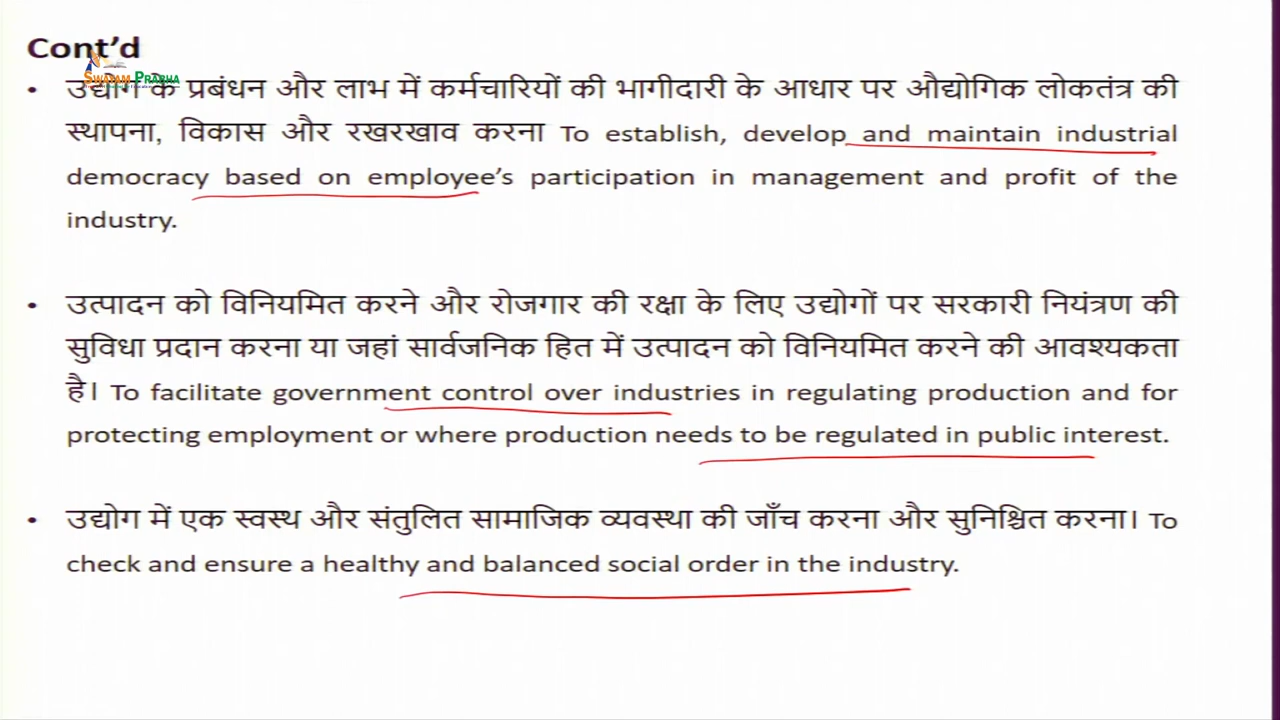 Cont’d
SWAYAM PRABHA
• उद्योग के प्रबंधन और लाभ में कर्मचारियों की भागीदारी के आधार पर औद्योगिक लोकतंत्र की
स्थापना, विकास और रखरखाव करना To establish, develop and maintain industrial
democracy based on employee’s participation in management and profit of the
industry.
• उत्पादन को विनियमित करने और रोजगार की रक्षा के लिए उद्योगों पर सरकारी नियंत्रण की
सुविधा प्रदान करना या जहां सार्वजनिक हित में उत्पादन को विनियमित करने की आवश्यकता
है। To facilitate government control over industries in regulating production and for
protecting employment or where production needs to be regulated in public interest.
• उद्योग में एक स्वस्थ और संतुलित सामाजिक व्यवस्था की जाँच करना और सुनिश्चित करना। To
check and ensure a healthy and balanced social order in the industry.